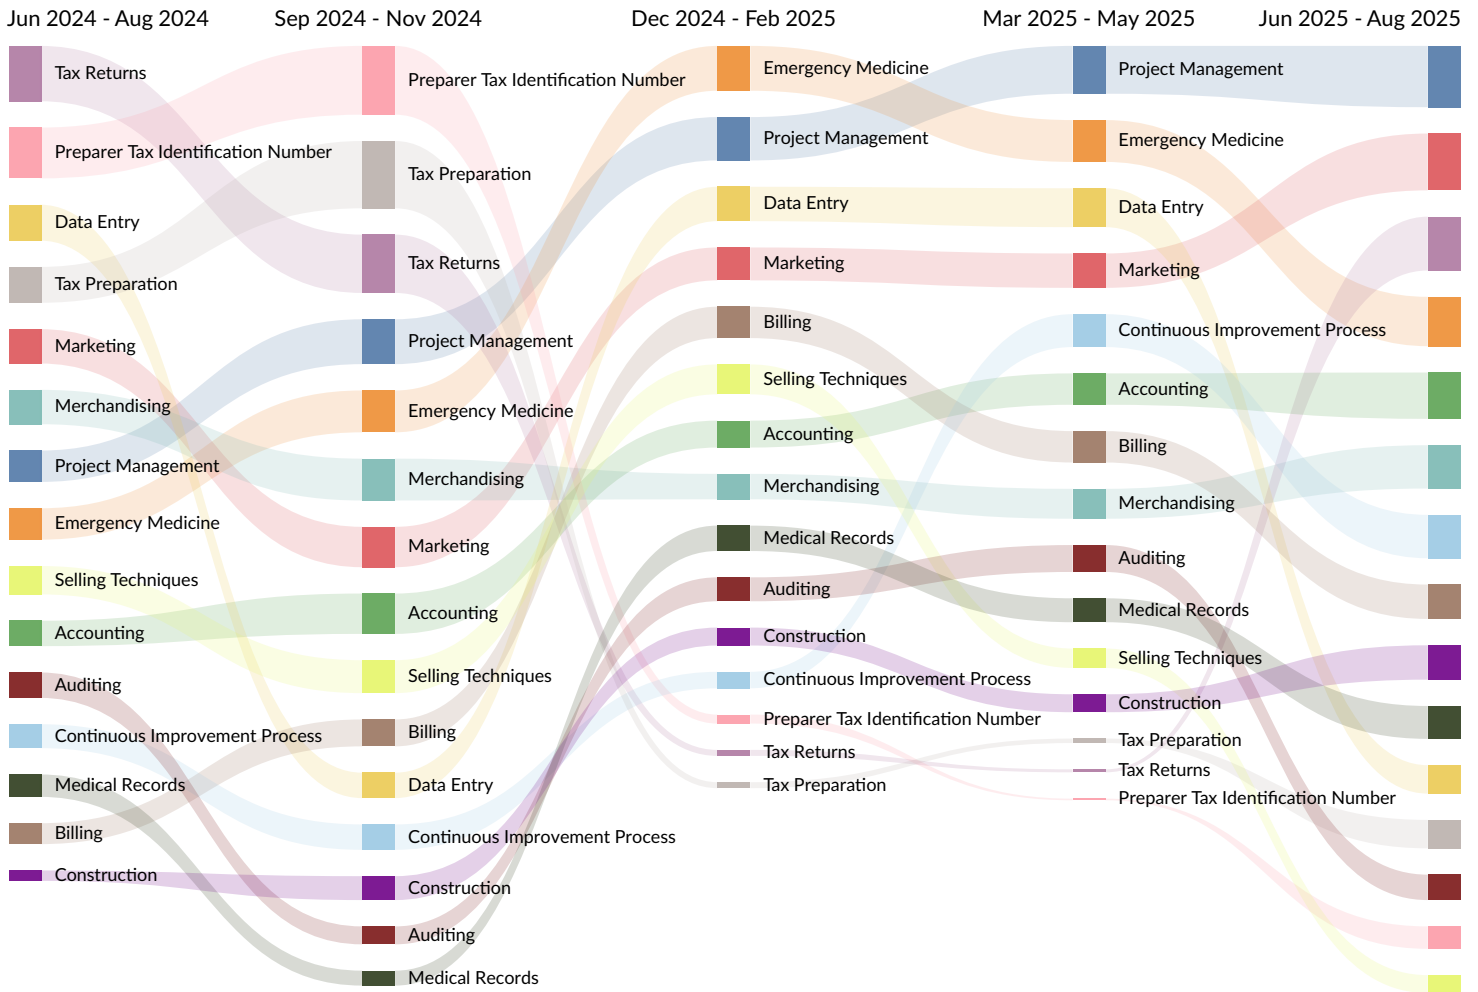 Jun 2024 - Aug 2024
Sep 2024 - Nov 2024
Dec 2024 - Feb 2025
Mar 2025 - May 2025
Jun 2025 - Aug 2025
Tax Returns
Preparer Tax Identification Number
Data Entry
Tax Preparation
Marketing
Merchandising
Project Management
Emergency Medicine
Selling Techniques
Accounting
Auditing
Continuous Improvement Process
Medical Records
Billing
Construction
Preparer Tax Identification Number
Tax Preparation
Tax Returns
Project Management
Emergency Medicine
Merchandising
Marketing
Accounting
Selling Techniques
Billing
Data Entry
Continuous Improvement Process
Construction
Auditing
Medical Records
Emergency Medicine
Project Management
Data Entry
Marketing
Billing
Selling Techniques
Accounting
Merchandising
Medical Records
Auditing
Construction
Continuous Improvement Process
Preparer Tax Identification Number
Tax Returns
Tax Preparation
Project Management
Emergency Medicine
Data Entry
Marketing
Continuous Improvement Process
Accounting
Billing
Merchandising
Auditing
Medical Records
Selling Techniques
Construction
Tax Preparation
Tax Returns
Preparer Tax Identification Number